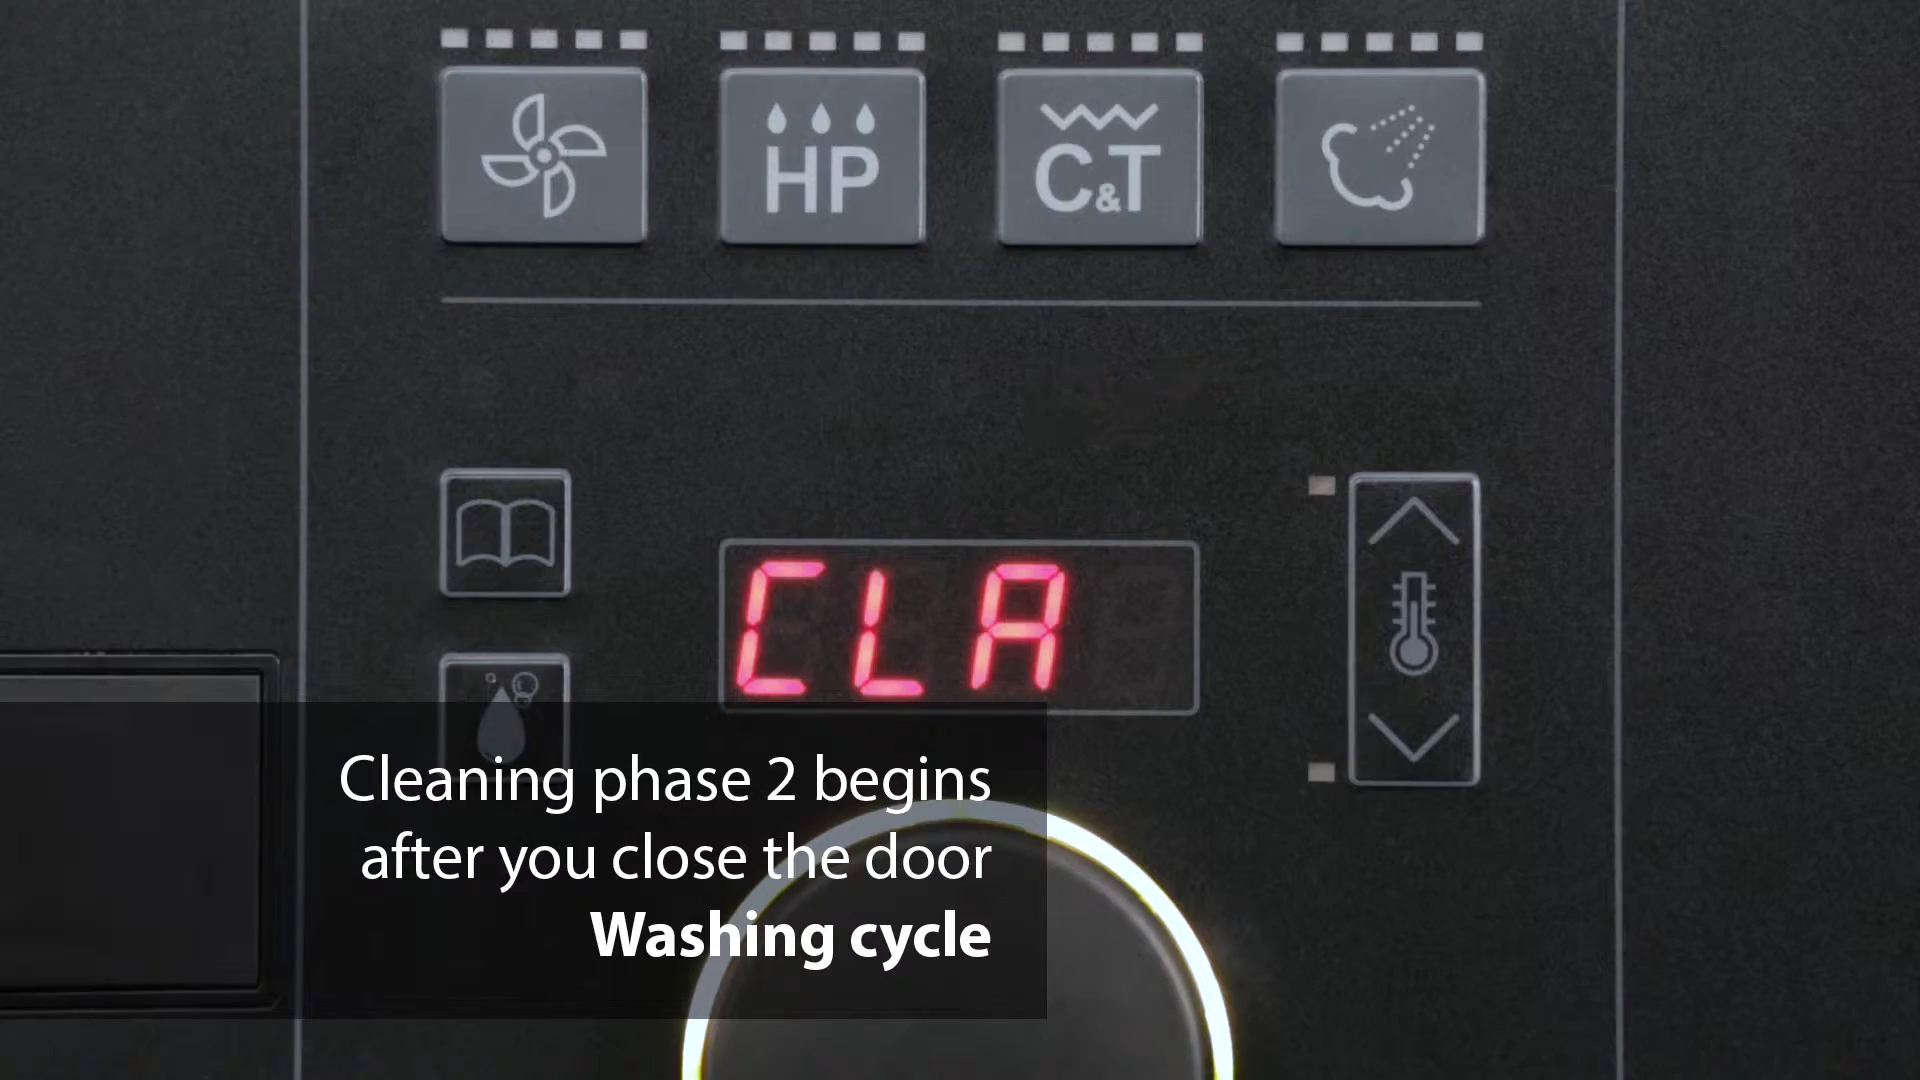 HP
C&T
CLA
Cleaning phase 2 begins
after you close the door
Washing cycle